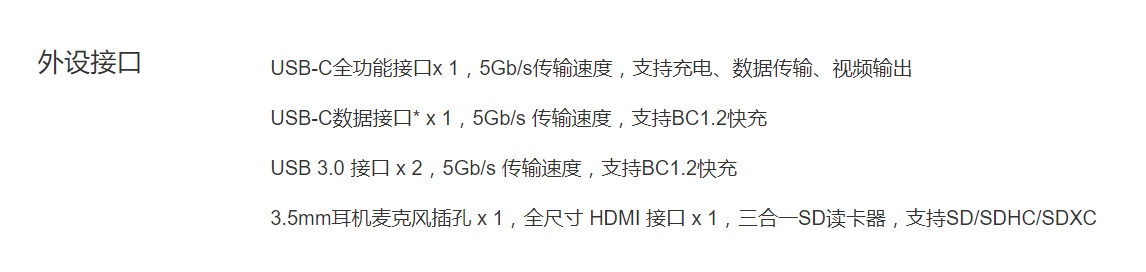 外设接口
USB-C全功能接口x 1，5Gb/s传输速度，支持充电、数据传输、视频输出
USB-C数据接口* x 1，5Gb/s 传输速度，支持BC1.2快充
USB 3.0 接口 x 2，5Gb/s 传输速度，支持BC1.2快充
3.5mm耳机麦克风插孔 x 1，全尺寸 HDMI 接口 x 1，三合一SD读卡器，支持SD/SDHC/SDXC